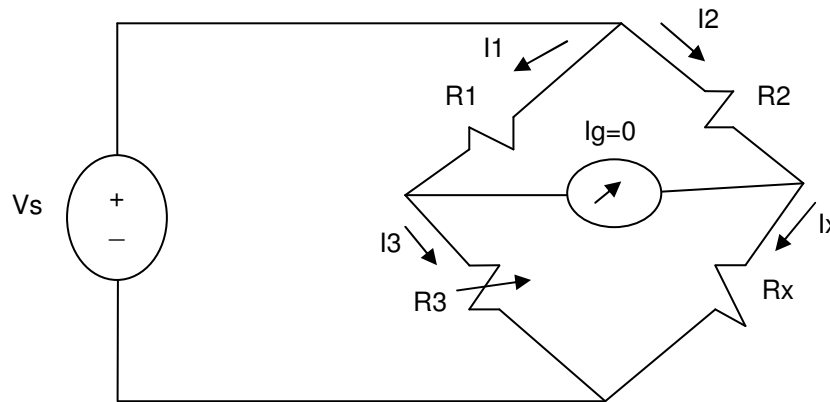 I2
I1
R1
R2
Ig=0
Vs
+
–
I3
Ix
R3
Rx